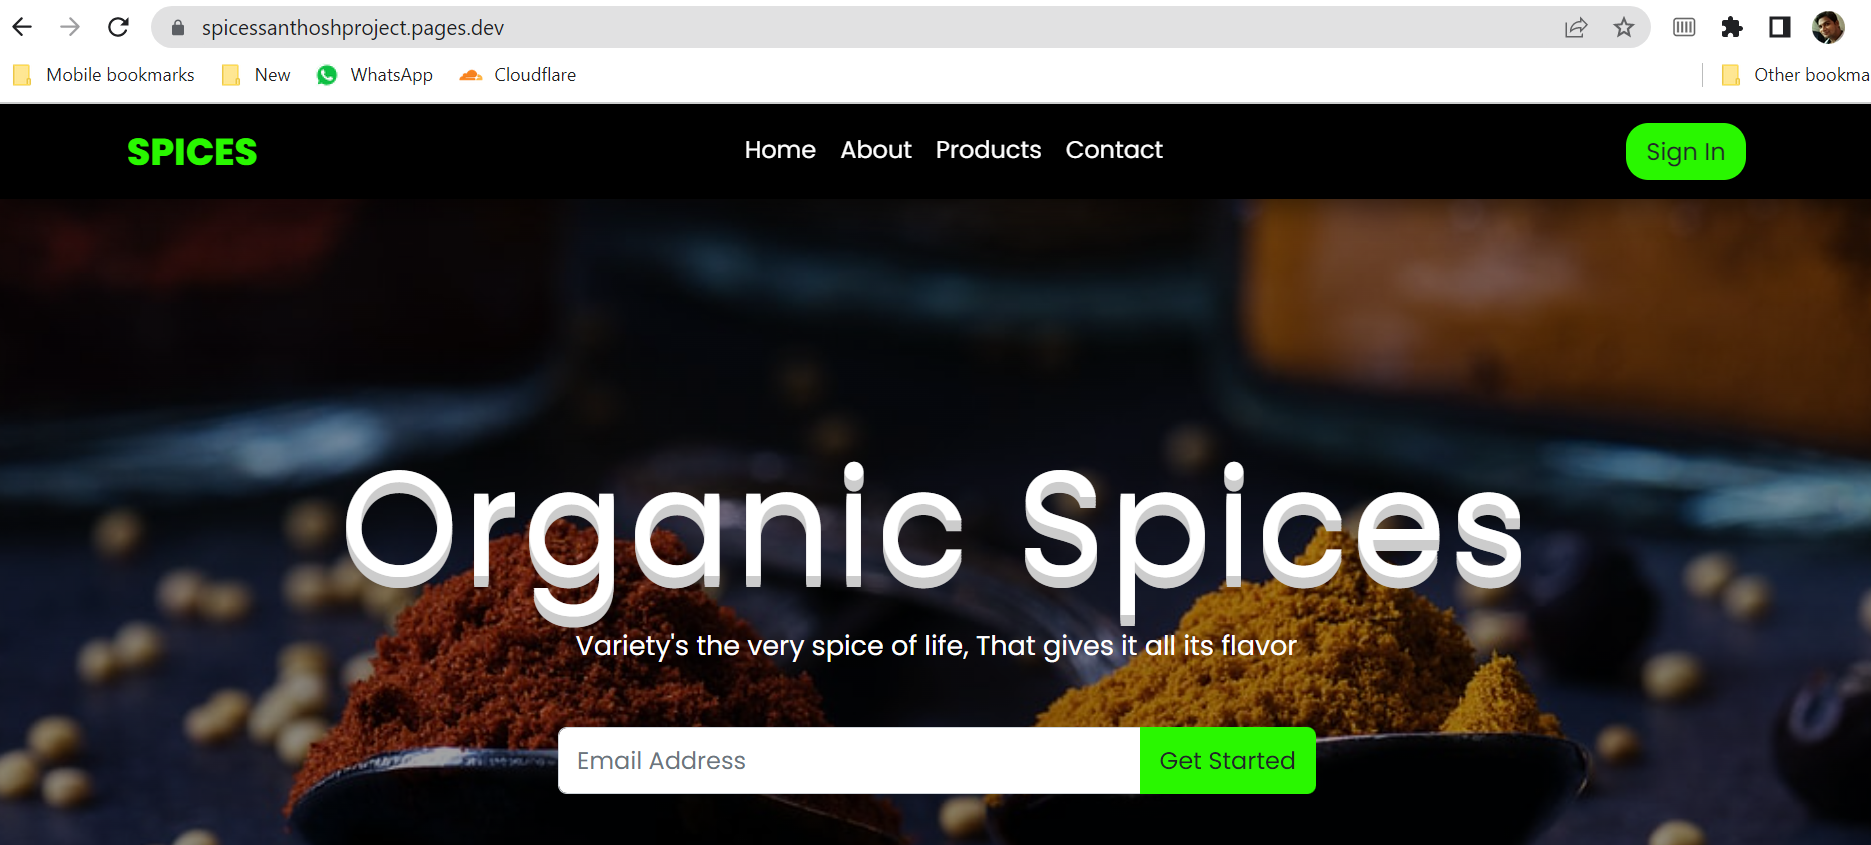 spicessanthoshproject.pages.dev
Mobile bookmarks New WhatsApp Cloudflare Other bookma
SPICES Home About Products Contact Sign In
Organic Spices
Variety's the very spice of life, That gives it all its flavor
Email Address Get Started